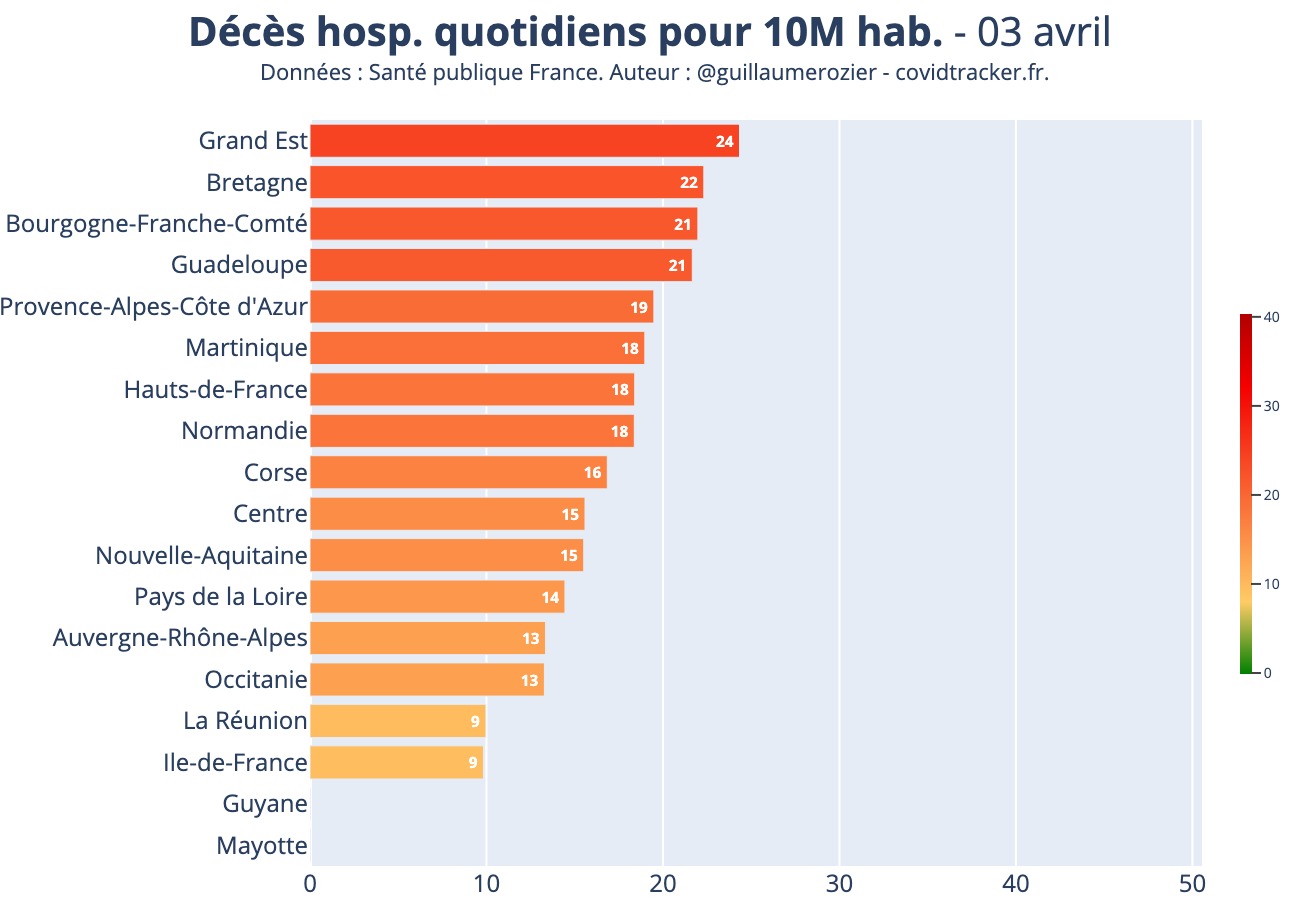 Décès hosp. quotidiens pour 10M hab. - 03 avril
Données : Santé publique France. Auteur : @guillaumerozier - covidtracker.fr.
Grand Est 24
Bretagne 22
Bourgogne-Franche-Comté 21
Guadeloupe 21
Provence-Alpes-Côte d'Azur 19
Martinique 18
Hauts-de-France 18
Normandie 18
Corse 16
Centre 15
Nouvelle-Aquitaine 15
Pays de la Loire 14
Auvergne-Rhône-Alpes 13
Occitanie 13
La Réunion 9
Ile-de-France 9
Guyane
Mayotte
0 10 20 30 40 50
40
30
20
10
0